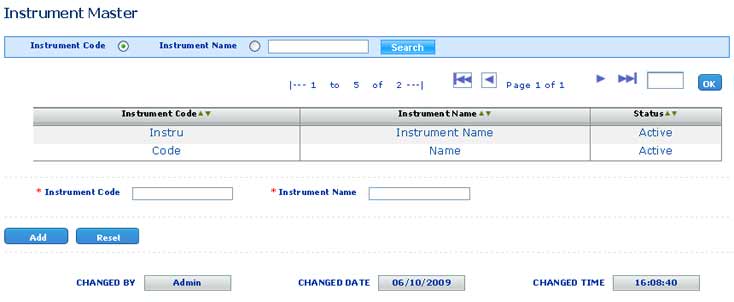 Instrument Master
Instrument Code Instrument Name Search
|--- 1 to 5 of 2 ---| Page 1 of 1 OK
Instrument Code Instrument Name Status
Instru Instrument Name Active
Code Name Active
* Instrument Code * Instrument Name
Add Reset
CHANGED BY Admin CHANGED DATE 06/10/2009 CHANGED TIME 16:08:40